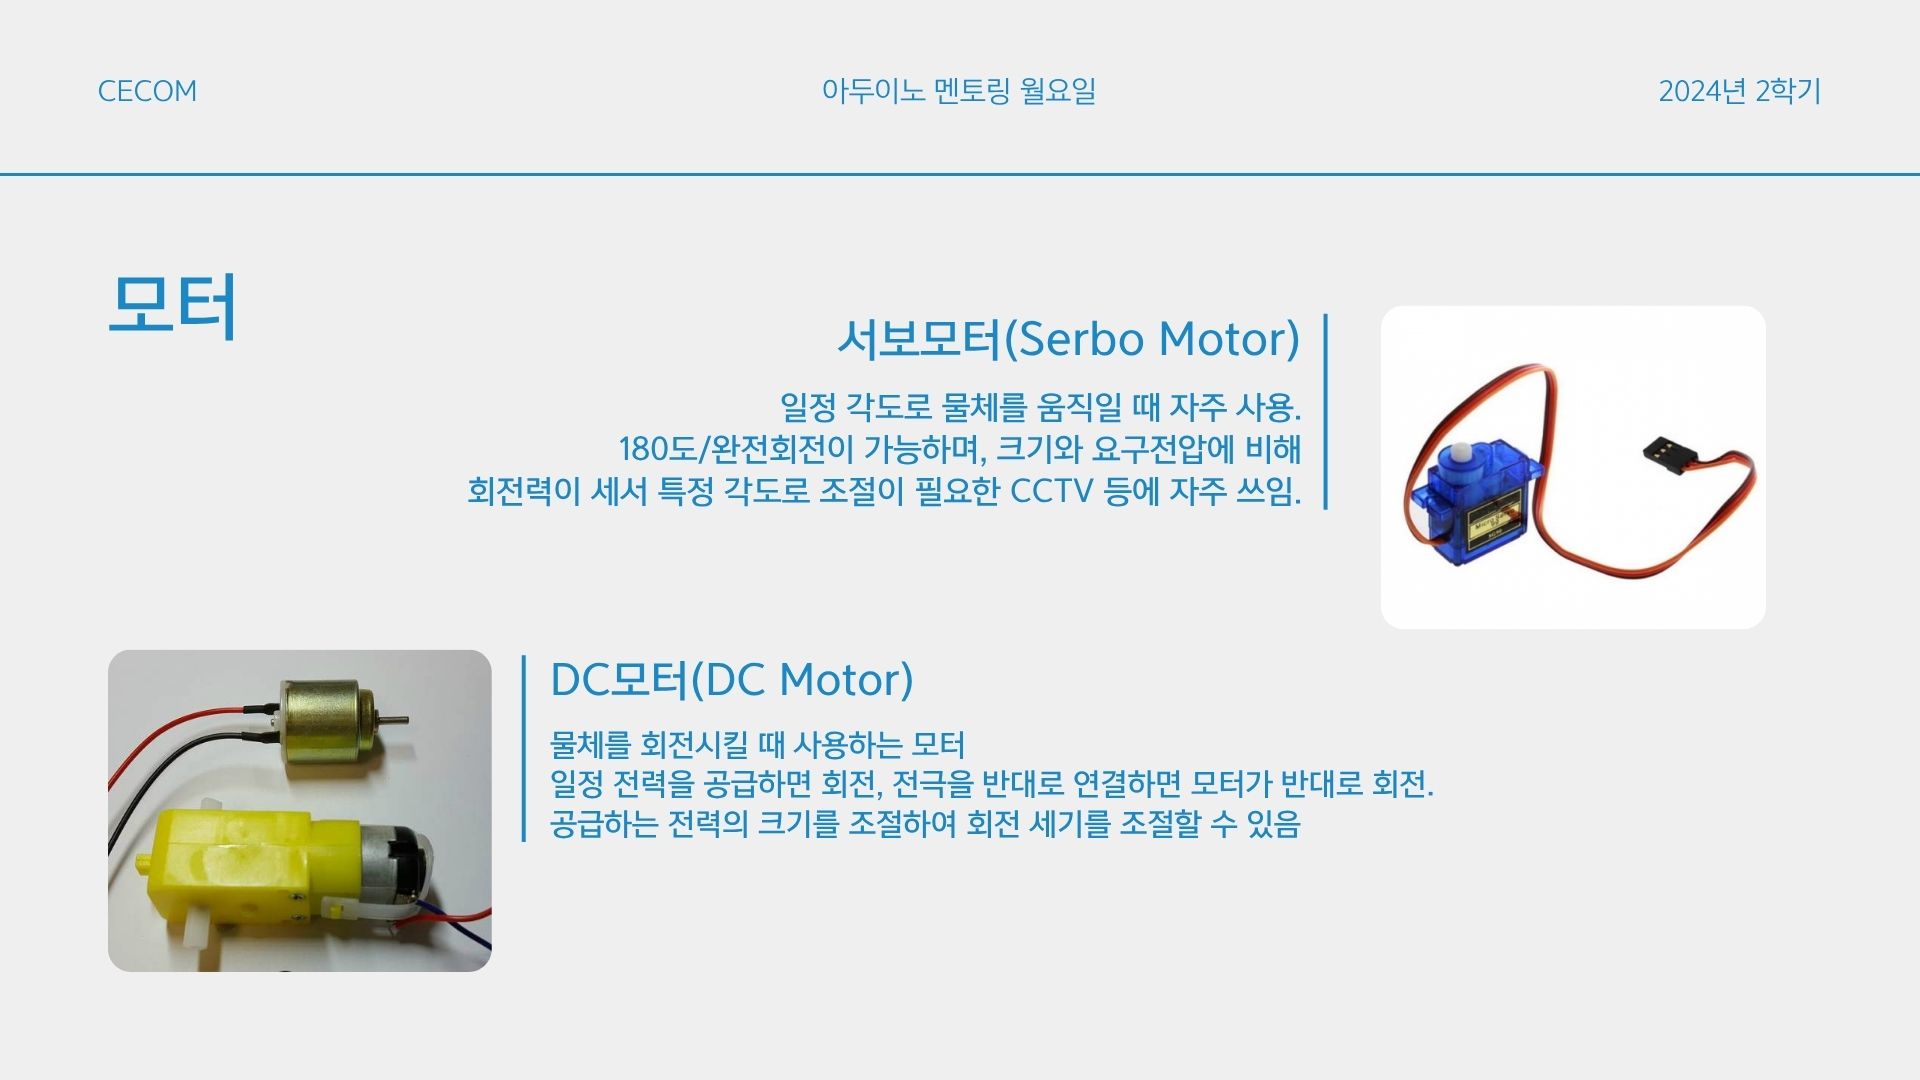 CECOM
아두이노 멘토링 월요일
2024년 2학기
모터
서보모터(Serbo Motor)
일정 각도로 물체를 움직일 때 자주 사용.
180도/완전회전이 가능하며, 크기와 요구전압에 비해
회전력이 세서 특정 각도로 조절이 필요한 CCTV 등에 자주 쓰임.
DC모터(DC Motor)
물체를 회전시킬 때 사용하는 모터
일정 전력을 공급하면 회전, 전극을 반대로 연결하면 모터가 반대로 회전.
공급하는 전력의 크기를 조절하여 회전 세기를 조절할 수 있음